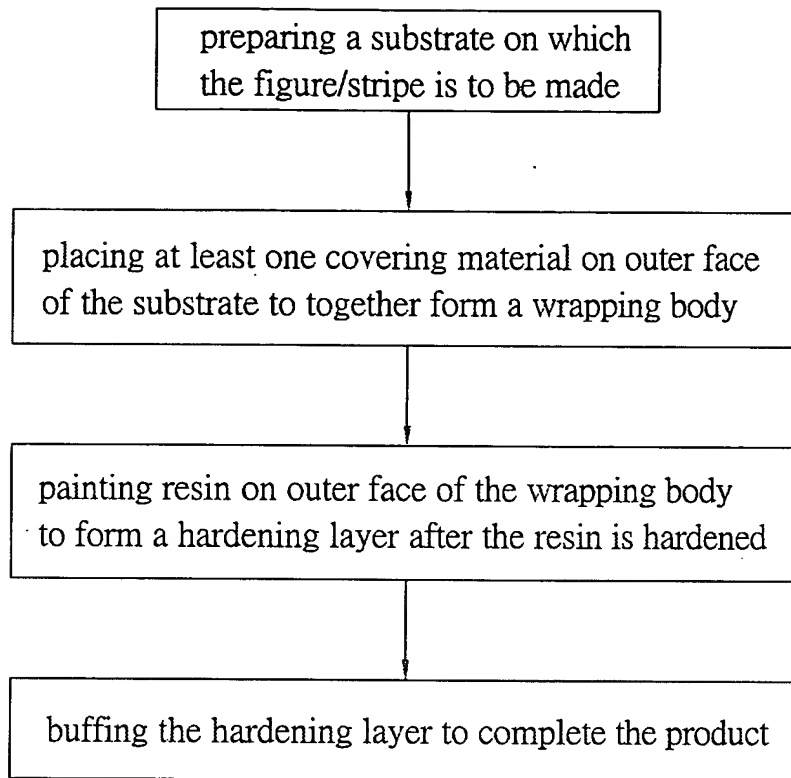 preparing a substrate on which
the figure/stripe is to be made
placing at least one covering material on outer face
of the substrate to together form a wrapping body
painting resin on outer face of the wrapping body
to form a hardening layer after the resin is hardened
buffing the hardening layer to complete the product